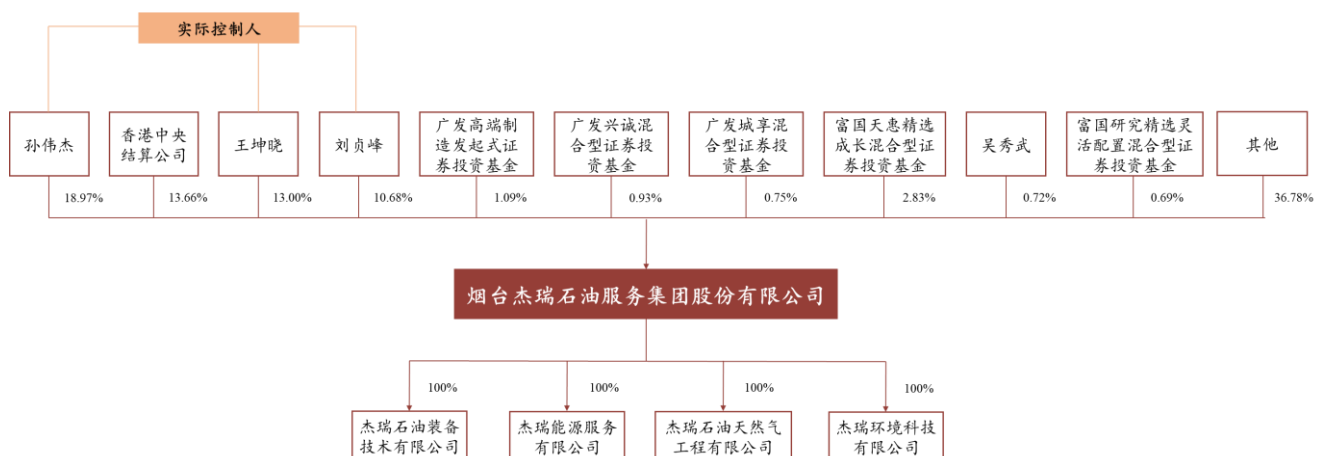 实际控制人
孙伟杰
香港中央
结算公司
王坤晓
刘贞峰
广发高端制
造发起式证
券投资基金
广发兴诚混
合型证券投
资基金
广发城享混
合型证券投
资基金
富国天惠精选
成长混合型证
券投资基金
吴秀武
富国研究精选灵
活配置混合型证
券投资基金
其他
18.97%
13.66%
13.00%
10.68%
1.09%
0.93%
0.75%
2.83%
0.72%
0.69%
36.78%
烟台杰瑞石油服务集团股份有限公司
100%
100%
100%
100%
杰瑞石油装备
技术有限公司
杰瑞能源服务
有限公司
杰瑞石油天然气
工程有限公司
杰瑞环境科技
有限公司